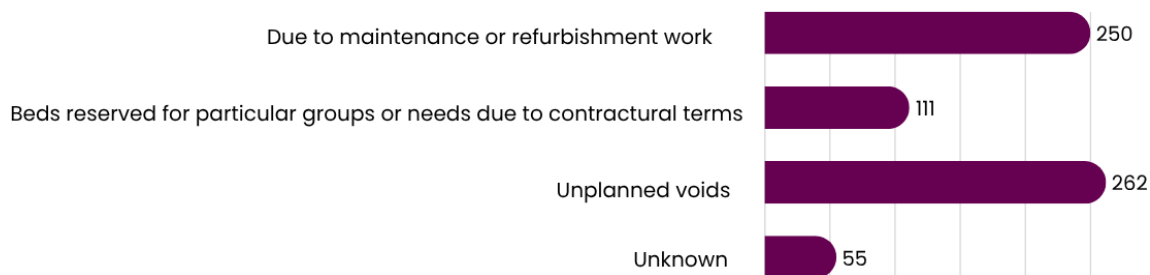 Due to maintenance or refurbishment work 250
Beds reserved for particular groups or needs due to contractural terms 111
Unplanned voids 262
Unknown 55